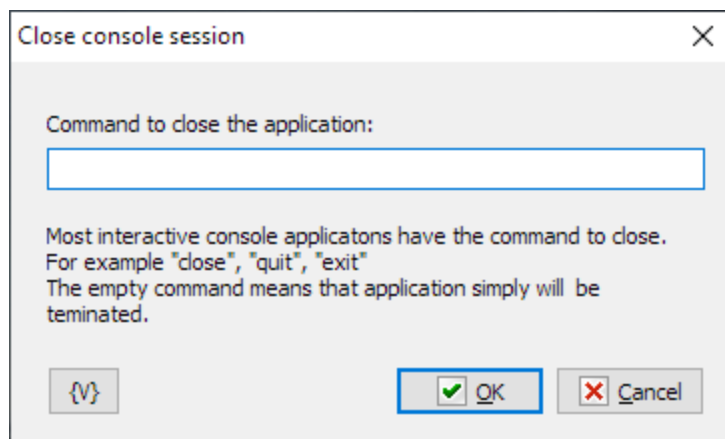 Close console session
Command to close the application:
Most interactive console applicatons have the command to close.
For example "close", "quit", "exit"
The empty command means that application simply will  be
teminated.
{V}
OK
Cancel